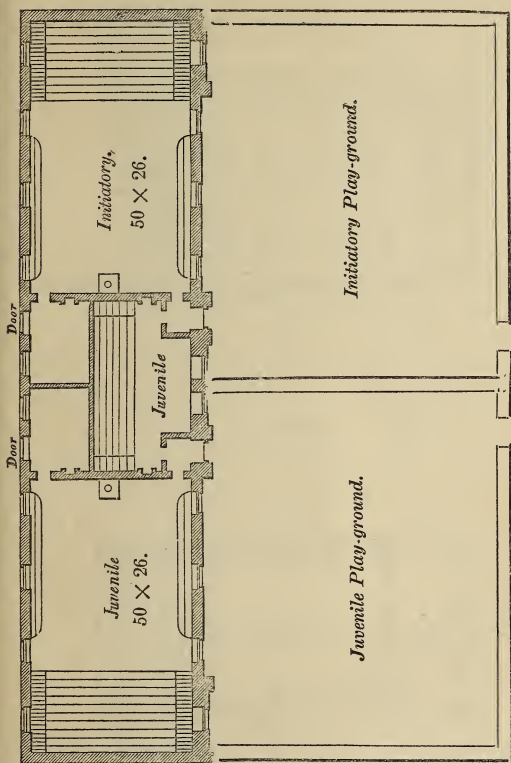 Door
Door
Initiatory,
50 × 26.
Juvenile
Juvenile
50 × 26.
Initiatory Play-ground.
Juvenile Play-ground.